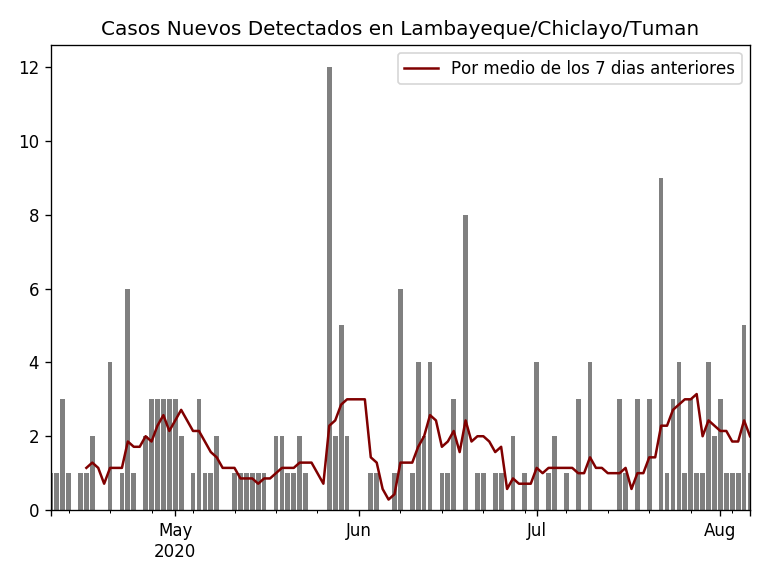 Casos Nuevos Detectados en Lambayeque/Chiclayo/Tuman
Por medio de los 7 dias anteriores
12
10
8
6
4
2
0
May
2020
Jun
Jul
Aug